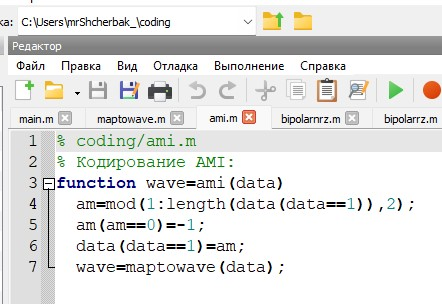 ка: C:\Users\mrShcherbak_\coding
Редактор
Файл Правка Вид Отладка Выполнение Справка
main.m maptowave.m ami.m bipolarnrz.m bipolarrz.m
1 % coding/ami.m
2 % Кодирование AMI:
3 function wave=ami(data)
4 am=mod(1:length(data(data==1)),2);
5 am(am==0)=-1;
6 data(data==1)=am;
7 wave=maptowave(data);